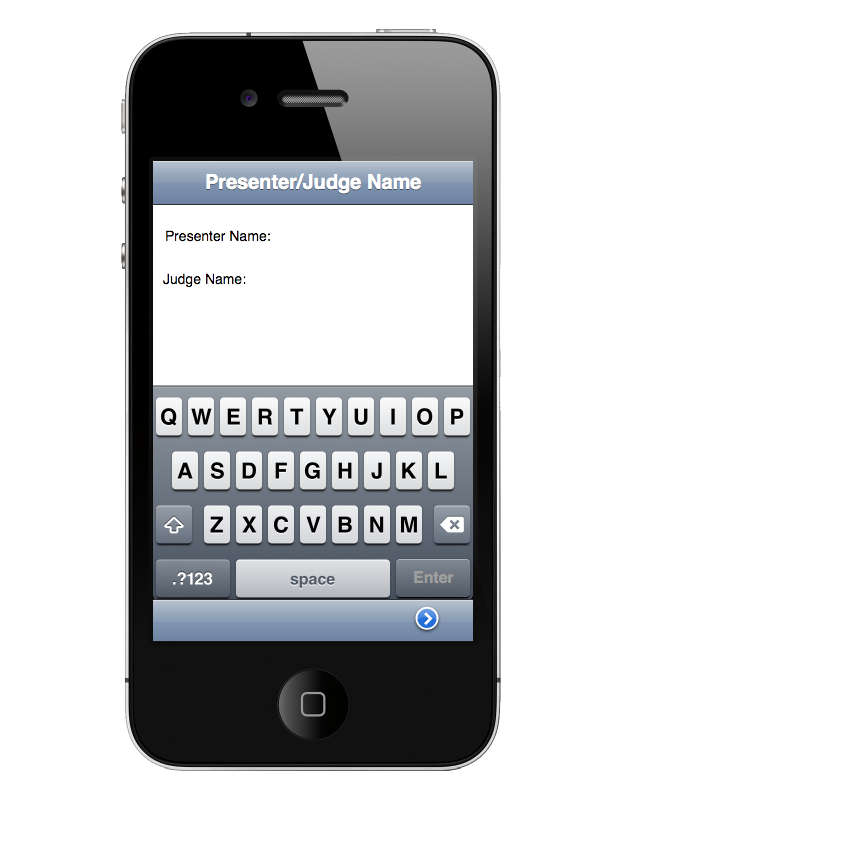 Presenter/Judge Name
Presenter Name:
Judge Name:
Q W E R T Y U I O P
A S D F G H J K L
Z X C V B N M
.?123 space Enter